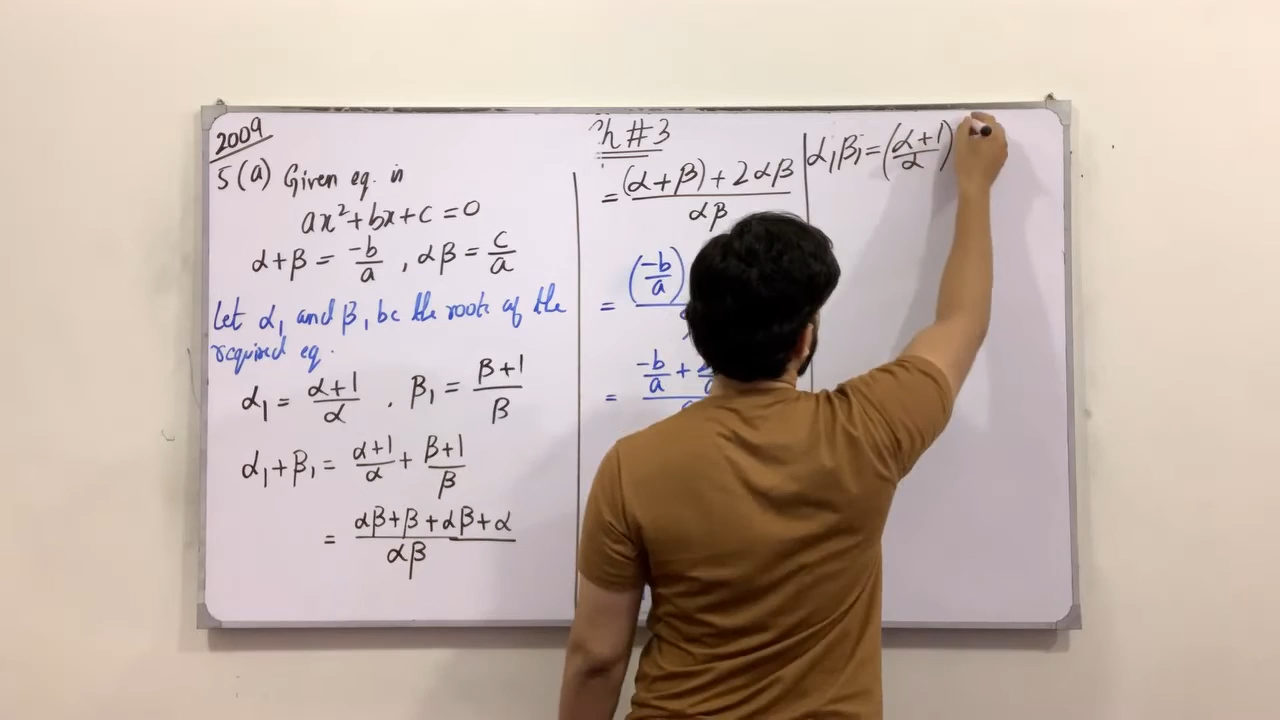 2009
5(a) Given eq. is
ax²+bx+c=0
α+β = -b/a , αβ = c/a
Let α₁ and β₁ be the roots of the
required eq.
α₁ = α+1/α . β₁ = β+1/β
α₁+β₁ = α+1/α + β+1/β
= αβ+β+αβ+α/αβ
Ch #3
= (α+β)+2αβ/αβ
= (-b/a)
= -b/a +
α₁β₁=(α+1/α)